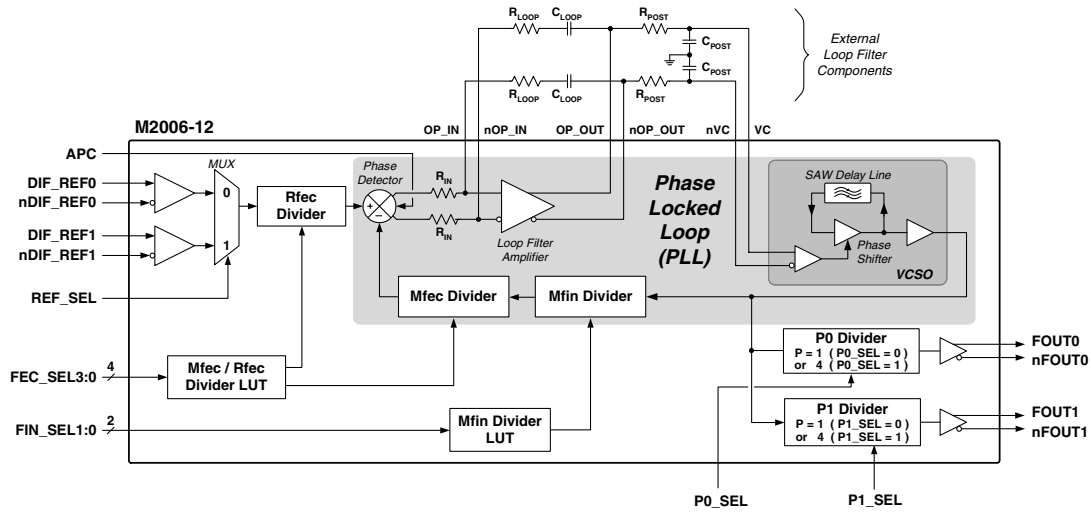 R_LOOP C_LOOP R_POST
C_POST
C_POST
R_LOOP C_LOOP R_POST
External
Loop Filter
Components
M2006-12
OP_IN nOP_IN OP_OUT nOP_OUT nVC VC
APC
DIF_REF0
nDIF_REF0
DIF_REF1
nDIF_REF1
REF_SEL
MUX
0
1
Rfec
Divider
Phase
Detector
+
−
R_IN
R_IN
Loop Filter
Amplifier
Phase
Locked
Loop
(PLL)
SAW Delay Line
Phase
Shifter
VCSO
Mfec Divider
Mfin Divider
FEC_SEL3:0
4
Mfec / Rfec
Divider LUT
FIN_SEL1:0
2
Mfin Divider
LUT
P0 Divider
P = 1 ( P0_SEL = 0 )
or 4 ( P0_SEL = 1 )
FOUT0
nFOUT0
P1 Divider
P = 1 ( P1_SEL = 0 )
or 4 ( P1_SEL = 1 )
FOUT1
nFOUT1
P0_SEL
P1_SEL